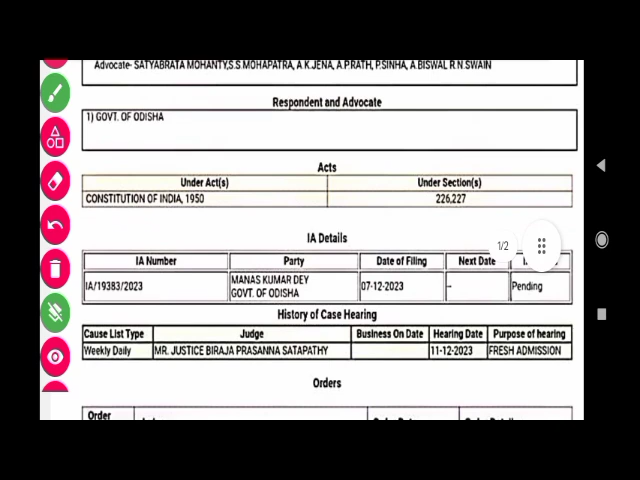 Advocate- SATYABRATA MOHANTY,S.S.MOHAPATRA, A.K.JENA, A.P.RATH, P.SINHA, A.BISWAL R.N.SWAIN
Respondent and Advocate
1) GOVT. OF ODISHA
Acts
Under Act(s) Under Section(s)
CONSTITUTION OF INDIA, 1950 226,227
IA Details
1/2
IA Number Party Date of Filing Next Date
IA/19383/2023 MANAS KUMAR DEY 07-12-2023 -- Pending
GOVT. OF ODISHA
History of Case Hearing
Cause List Type Judge Business On Date Hearing Date Purpose of hearing
Weekly Daily MR. JUSTICE BIRAJA PRASANNA SATAPATHY 11-12-2023 FRESH ADMISSION
Orders
Order